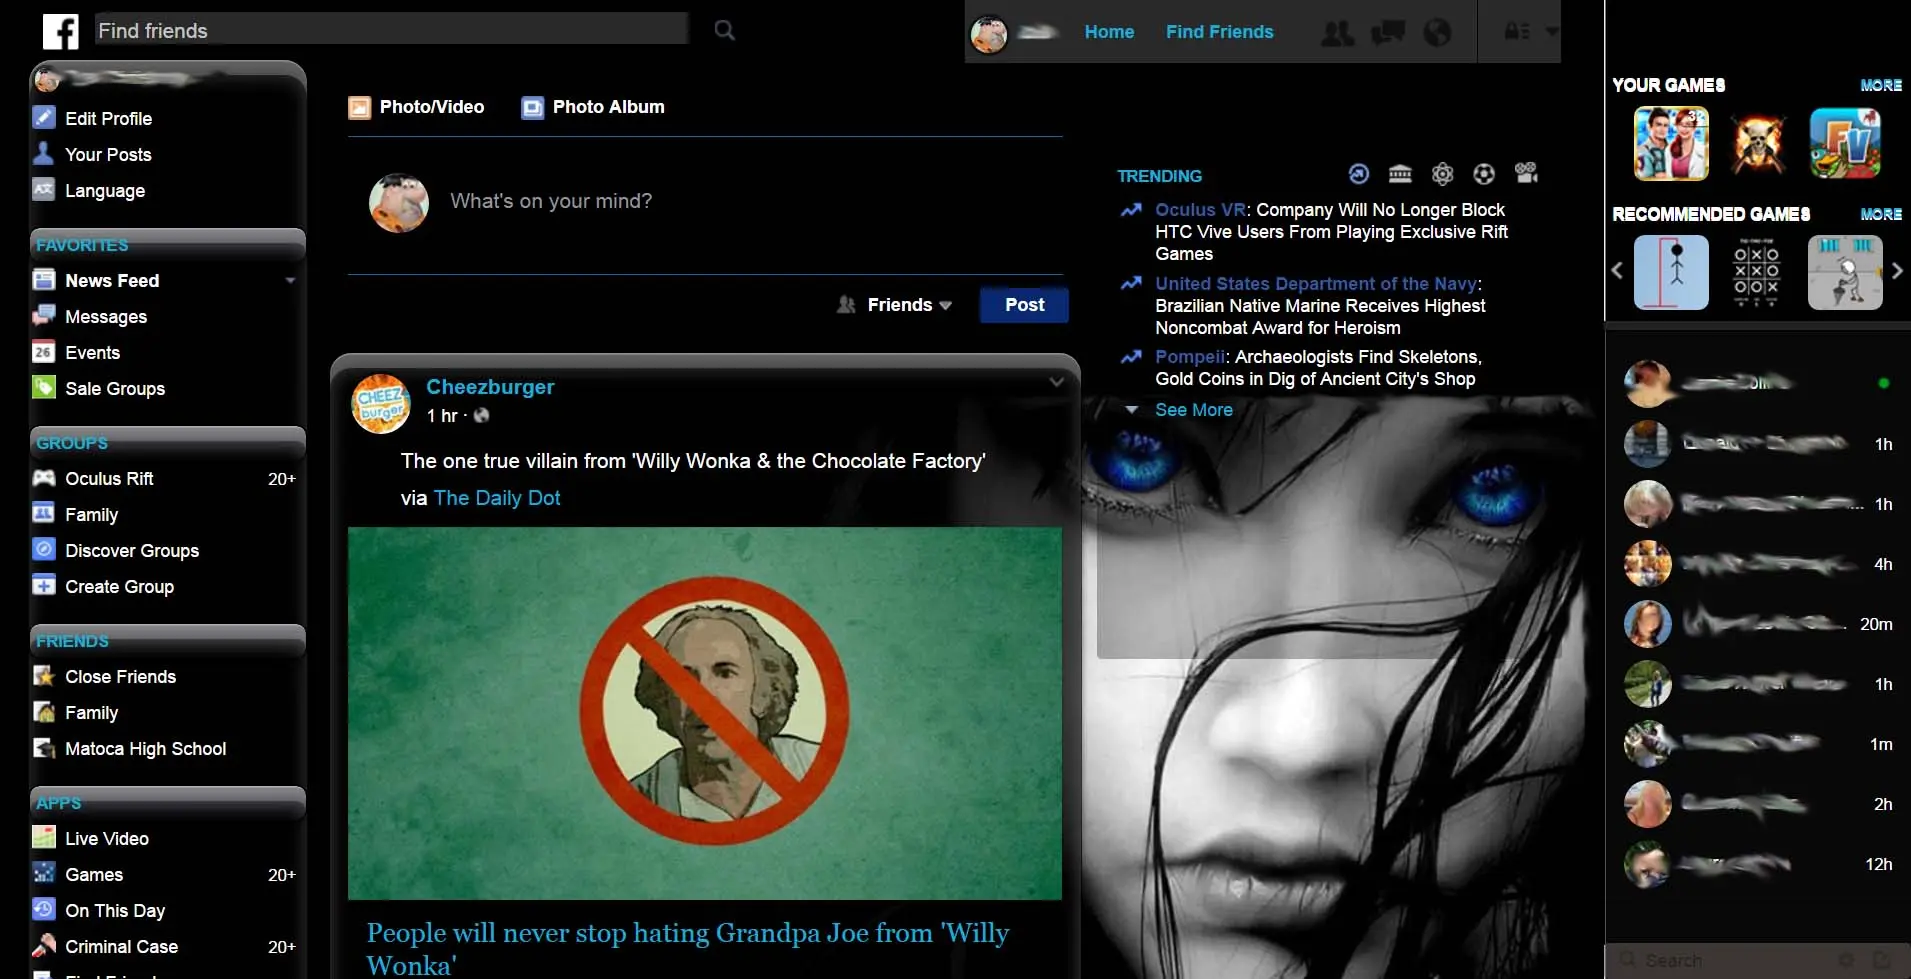 f
Find friends
Home
Find Friends
Edit Profile
Your Posts
Language
FAVORITES
News Feed
Messages
26 Events
Sale Groups
GROUPS
Oculus Rift 20+
Family
Discover Groups
Create Group
FRIENDS
Close Friends
Family
Matoca High School
APPS
Live Video
Games 20+
On This Day
Criminal Case 20+
Photo/Video
Photo Album
What's on your mind?
Friends
Post
CHEEZ
burger
Cheezburger
1 hr ·
The one true villain from 'Willy Wonka & the Chocolate Factory'
via The Daily Dot
People will never stop hating Grandpa Joe from 'Willy
Wonka'
TRENDING
Oculus VR: Company Will No Longer Block
HTC Vive Users From Playing Exclusive Rift
Games
United States Department of the Navy:
Brazilian Native Marine Receives Highest
Noncombat Award for Heroism
Pompeii: Archaeologists Find Skeletons,
Gold Coins in Dig of Ancient City's Shop
See More
YOUR GAMES
MORE
FV
RECOMMENDED GAMES
MORE
1h
1h
4h
20m
1h
1m
2h
12h
Search